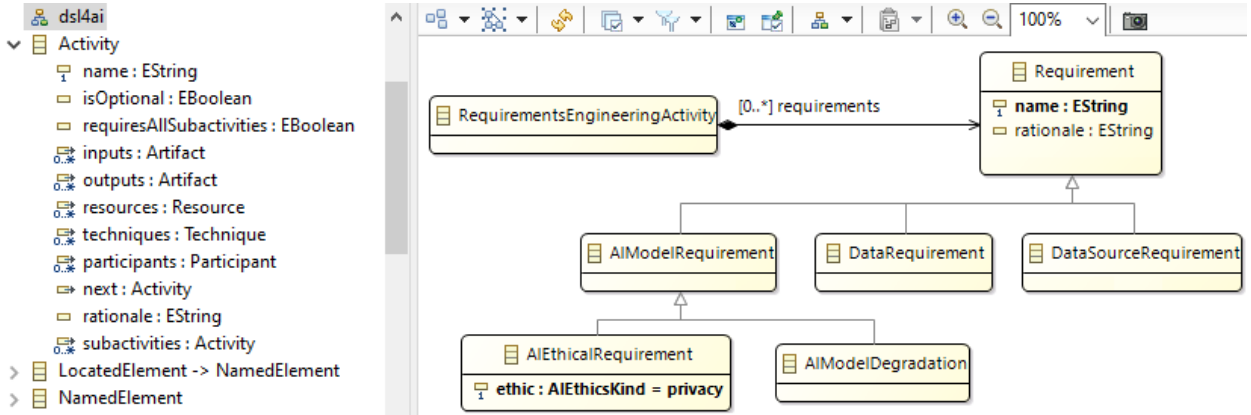 dsl4ai
Activity
name : EString
isOptional : EBoolean
requiresAllSubactivities : EBoolean
inputs : Artifact
outputs : Artifact
resources : Resource
techniques : Technique
participants : Participant
next : Activity
rationale : EString
subactivities : Activity
LocatedElement -> NamedElement
NamedElement
100%
RequirementsEngineeringActivity
[0..*] requirements
Requirement
name : EString
rationale : EString
AIModelRequirement
DataRequirement
DataSourceRequirement
AIEthicalRequirement
ethic : AIEthicsKind = privacy
AIModelDegradation